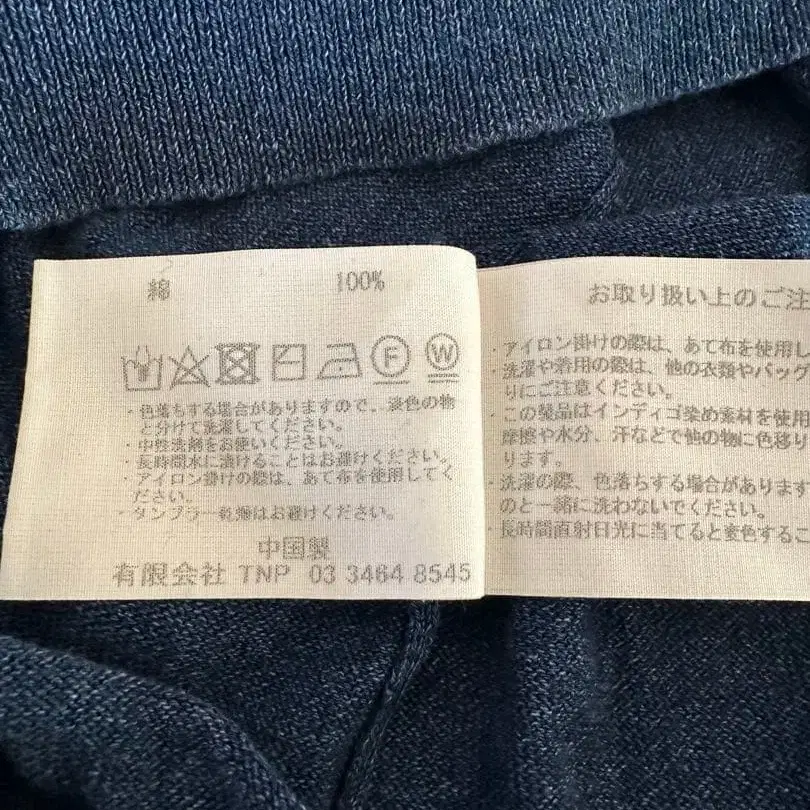 綿 100%
F W
・色落ちする場合がありますので、淡色の物
と分けて洗濯してください。
・中性洗剤をお使いください。
・長時間水に漬けることはお避けください。
・アイロン掛けの際は、あて布を使用してく
ださい。
・タンブラー乾燥はお避けください。
中国製
有限会社 TNP 03 3464 8545
お取り扱い上のご注
・アイロン掛けの際は、あて布を使用し
・洗濯や着用の際は、他の衣類やバッグ
りにご注意ください。
・この製品はインディゴ染め素材を使用
摩擦や水分、汗などで他の物に色移り
ります。
・洗濯の際、色落ちする場合があります
のと一緒に洗わないでください。
・長時間直射日光に当てると変色するこ